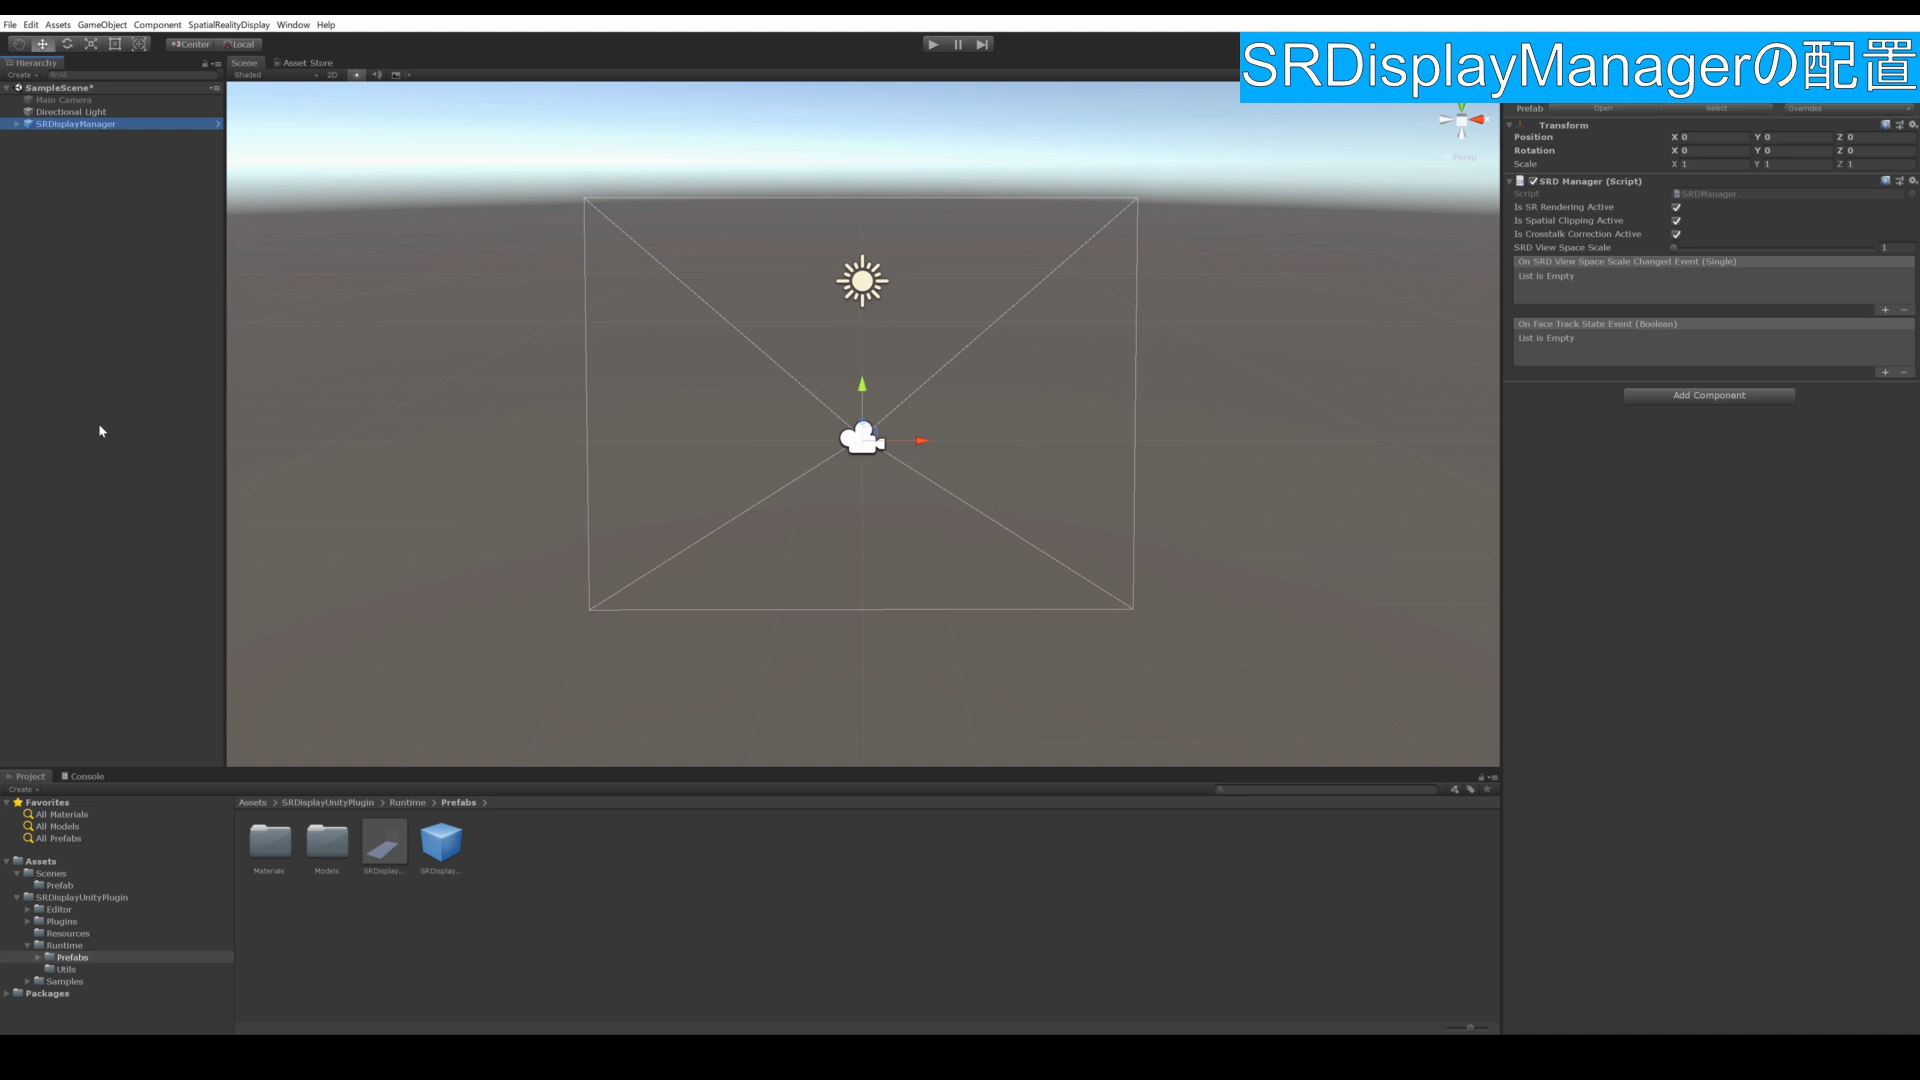 File Edit Assets GameObject Component SpatialRealityDisplay Window Help
Center Local
SRDisplayManagerの配置
Hierarchy
Create All
SampleScene*
Main Camera
Directional Light
SRDisplayManager
Scene Asset Store
Shaded 2D
Persp
Prefab Open Select Overrides
Transform
Position X 0 Y 0 Z 0
Rotation X 0 Y 0 Z 0
Scale X 1 Y 1 Z 1
SRD Manager (Script)
Script SRDManager
Is SR Rendering Active
Is Spatial Clipping Active
Is Crosstalk Correction Active
SRD View Space Scale 1
On SRD View Space Scale Changed Event (Single)
List is Empty
+ −
On Face Track State Event (Boolean)
List is Empty
+ −
Add Component
Project Console
Create
Favorites
All Materials
All Models
All Prefabs
Assets
Scenes
Prefab
SRDisplayUnityPlugin
Editor
Plugins
Resources
Runtime
Prefabs
Utils
Samples
Packages
Assets > SRDisplayUnityPlugin > Runtime > Prefabs >
Materials Models SRDisplay... SRDisplay...